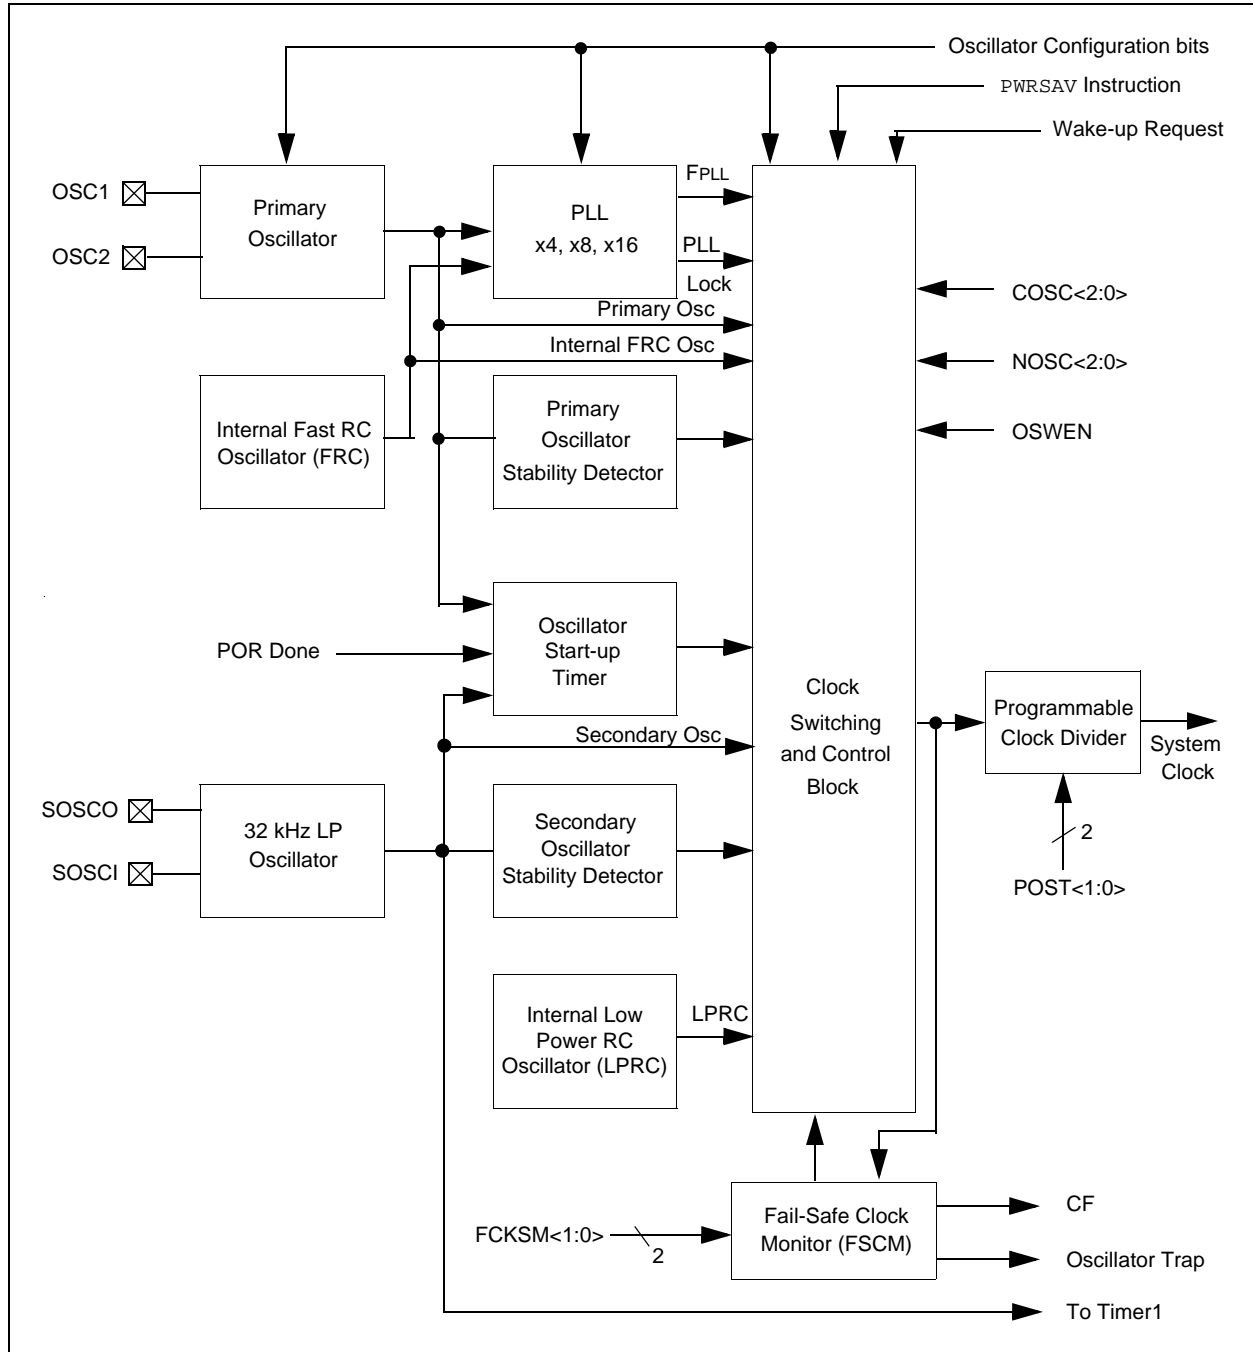 Oscillator Configuration bits
PWRSAV Instruction
Wake-up Request
OSC1
OSC2
Primary
Oscillator
PLL
x4, x8, x16
FPLL
PLL
Lock
Primary Osc
Internal FRC Osc
COSC<2:0>
NOSC<2:0>
OSWEN
Internal Fast RC
Oscillator (FRC)
Primary
Oscillator
Stability Detector
POR Done
Oscillator
Start-up
Timer
Clock
Switching
and Control
Block
Programmable
Clock Divider
System
Clock
Secondary Osc
SOSCO
SOSCI
32 kHz LP
Oscillator
Secondary
Oscillator
Stability Detector
2
POST<1:0>
Internal Low
Power RC
Oscillator (LPRC)
LPRC
FCKSM<1:0>
2
Fail-Safe Clock
Monitor (FSCM)
CF
Oscillator Trap
To Timer1